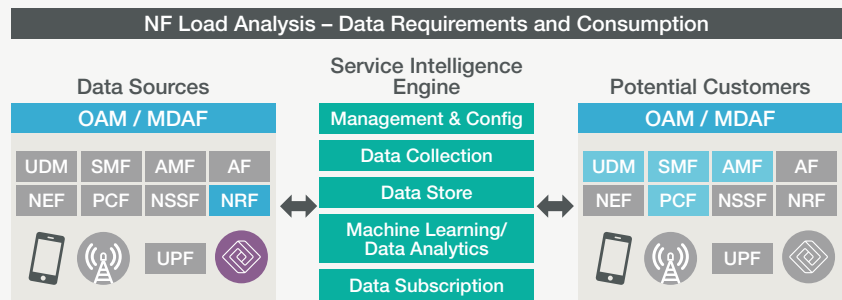 NF Load Analysis – Data Requirements and Consumption
Data Sources
OAM / MDAF
UDM SMF AMF AF
NEF PCF NSSF NRF
UPF
Service Intelligence
Engine
Management & Config
Data Collection
Data Store
Machine Learning/
Data Analytics
Data Subscription
Potential Customers
OAM / MDAF
UDM SMF AMF AF
NEF PCF NSSF NRF
UPF